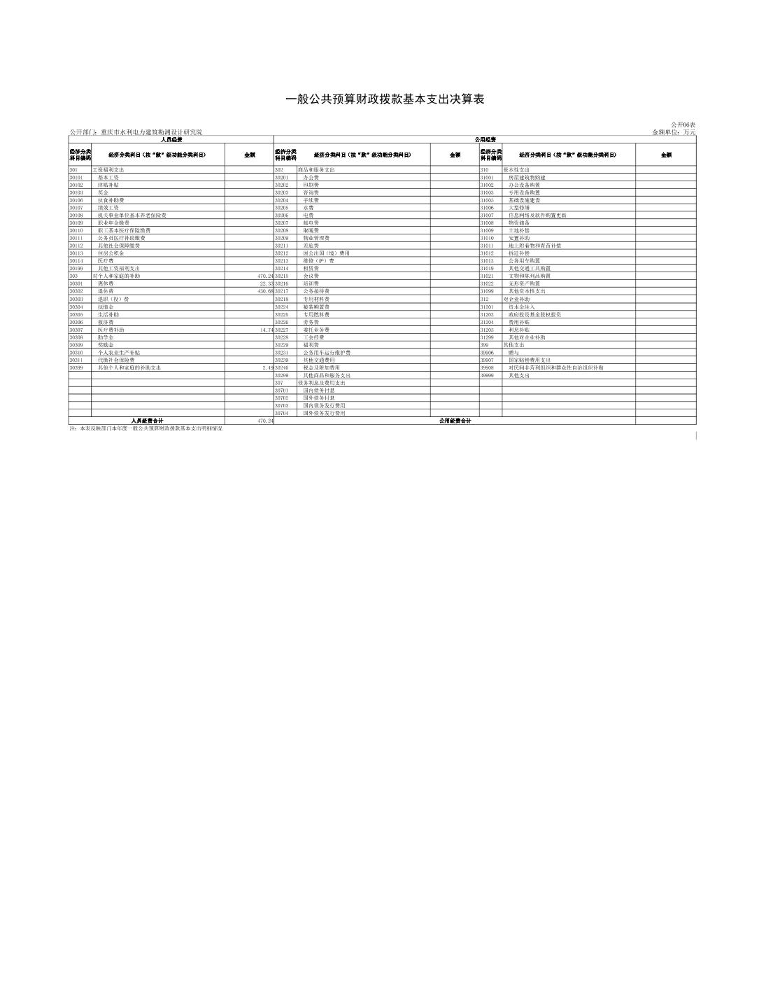 一般公共预算财政拨款基本支出决算表
公开06表
公开部门：重庆市水利电力建筑勘测设计研究院 金额单位：万元
人员经费 公用经费
经济分类科目编码 经济分类科目（按“款”级功能分类科目） 金额 经济分类科目编码 经济分类科目（按“款”级功能分类科目） 金额 经济分类科目编码 经济分类科目（按“款”级功能分类科目） 金额
301 工资福利支出 302 商品和服务支出 310 资本性支出
30101 基本工资 30201 办公费 31001 房屋建筑物购建
30102 津贴补贴 30202 印刷费 31002 办公设备购置
30103 奖金 30203 咨询费 31003 专用设备购置
30106 伙食补助费 30204 手续费 31005 基础设施建设
30107 绩效工资 30205 水费 31006 大型修缮
30108 机关事业单位基本养老保险费 30206 电费 31007 信息网络及软件购置更新
30109 职业年金缴费 30207 邮电费 31008 物资储备
30110 职工基本医疗保险缴费 30208 取暖费 31009 土地补偿
30111 公务员医疗补助缴费 30209 物业管理费 31010 安置补助
30112 其他社会保障缴费 30211 差旅费 31011 地上附着物和青苗补偿
30113 住房公积金 30212 因公出国（境）费用 31012 拆迁补偿
30114 医疗费 30213 维修（护）费 31013 公务用车购置
30199 其他工资福利支出 30214 租赁费 31019 其他交通工具购置
303 对个人和家庭的补助 470.24 30215 会议费 31021 文物和陈列品购置
30301 离休费 22.33 30216 培训费 31022 无形资产购置
30302 退休费 430.68 30217 公务接待费 31099 其他资本性支出
30303 退职（役）费 30218 专用材料费 312 对企业补助
30304 抚恤金 30224 被装购置费 31201 资本金注入
30305 生活补助 30225 专用燃料费 31203 政府投资基金股权投资
30306 救济费 30226 劳务费 31204 费用补贴
30307 医疗费补助 14.74 30227 委托业务费 31205 利息补贴
30308 助学金 30228 工会经费 31299 其他对企业补助
30309 奖励金 30229 福利费 399 其他支出
30310 个人农业生产补贴 30231 公务用车运行维护费 39906 赠与
30311 代缴社会保险费 30239 其他交通费用 39907 国家赔偿费用支出
30399 其他个人和家庭的补助支出 2.49 30240 税金及附加费用 39908 对民间非营利组织和群众性自治组织补贴
30299 其他商品和服务支出 39999 其他支出
307 债务利息及费用支出
30701 国内债务付息
30702 国外债务付息
30703 国内债务发行费用
30704 国外债务发行费用
人员经费合计 470.24 公用经费合计
注：本表反映部门本年度一般公共预算财政拨款基本支出明细情况